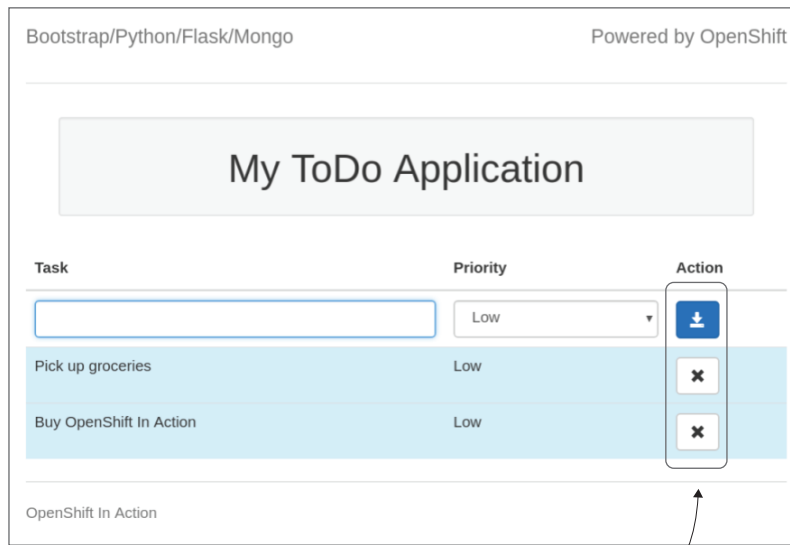 Bootstrap/Python/Flask/Mongo Powered by OpenShift
My ToDo Application
Task Priority Action
Low
Pick up groceries Low
Buy OpenShift In Action Low
OpenShift In Action